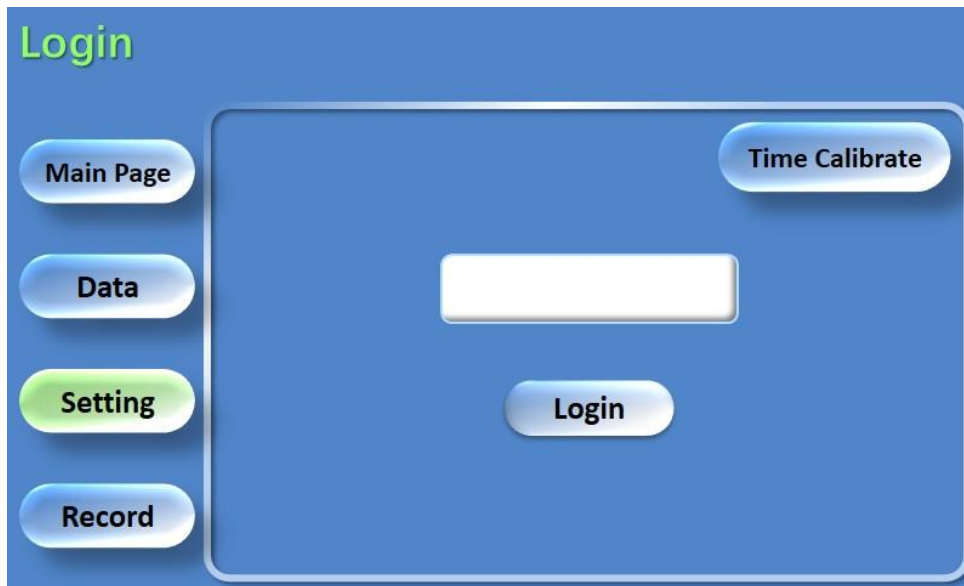 Login
Main Page
Time Calibrate
Data
Setting
Login
Record